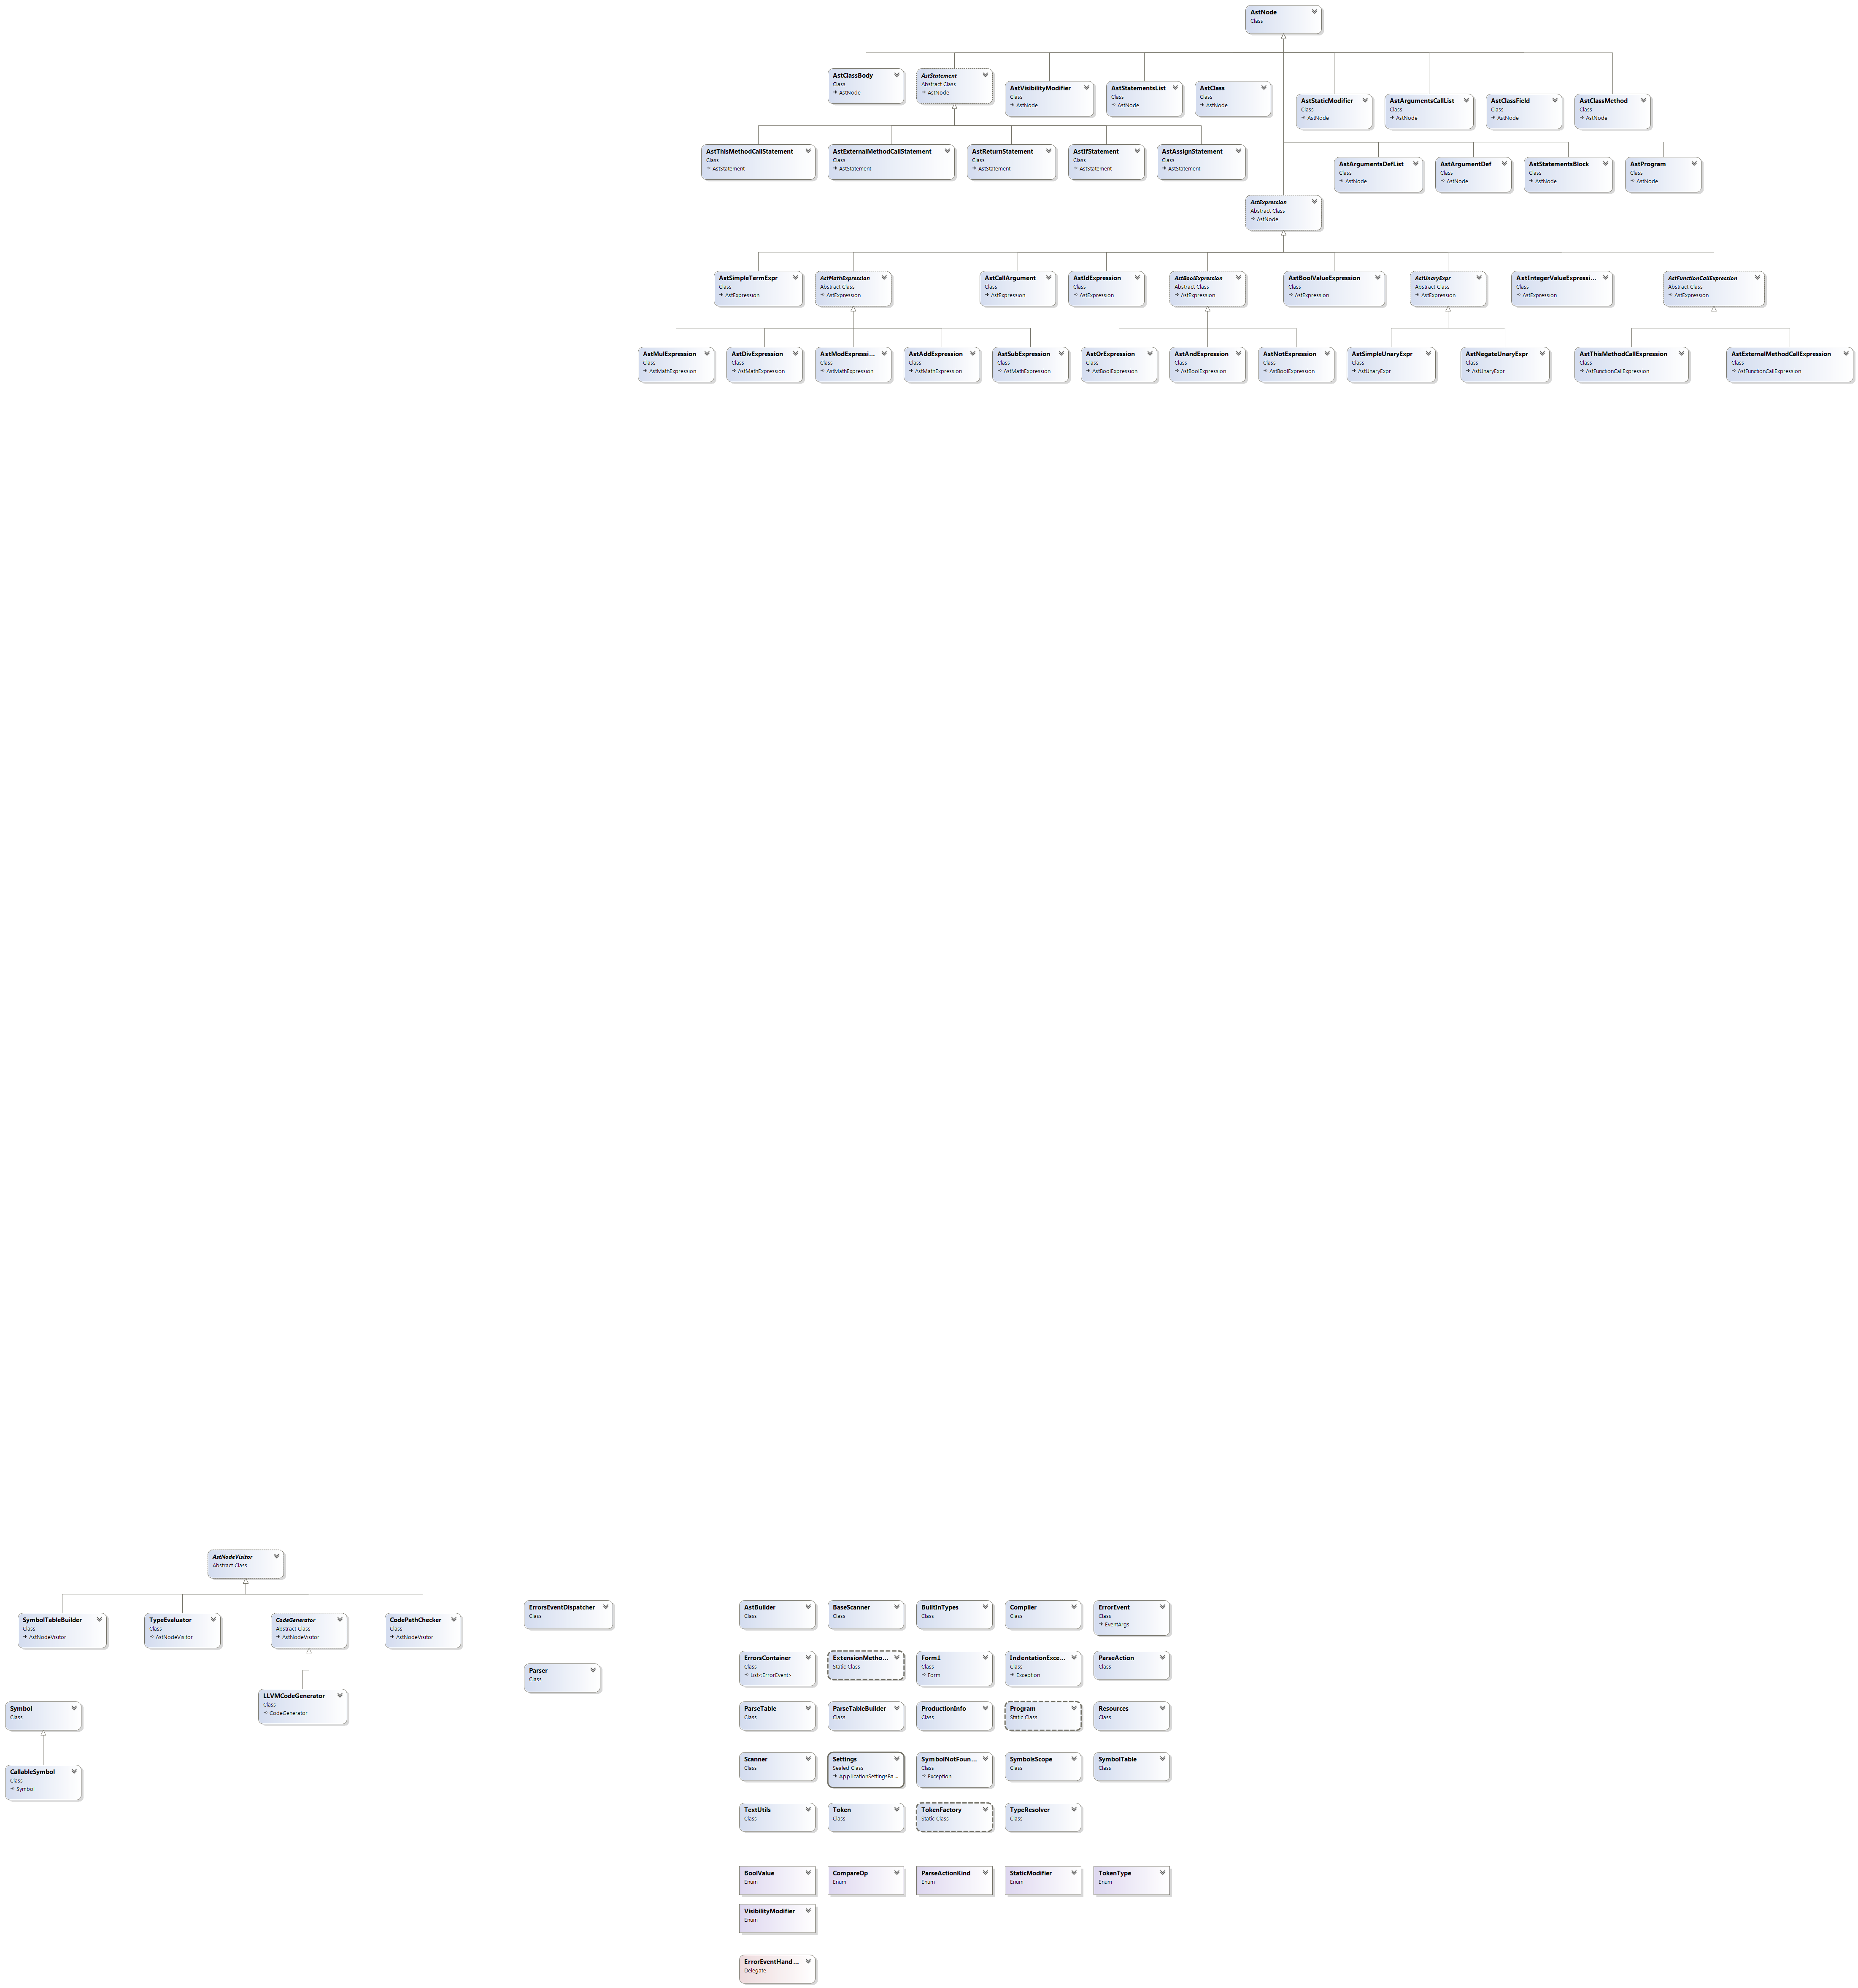 AstNode
Class
AstClassBody
Class
→ AstNode
AstStatement
Abstract Class
→ AstNode
AstVisibilityModifier
Class
→ AstNode
AstStatementsList
Class
→ AstNode
AstClass
Class
→ AstNode
AstStaticModifier
Class
→ AstNode
AstArgumentsCallList
Class
→ AstNode
AstClassField
Class
→ AstNode
AstClassMethod
Class
→ AstNode
AstThisMethodCallStatement
Class
→ AstStatement
AstExternalMethodCallStatement
Class
→ AstStatement
AstReturnStatement
Class
→ AstStatement
AstIfStatement
Class
→ AstStatement
AstAssignStatement
Class
→ AstStatement
AstArgumentsDefList
Class
→ AstNode
AstArgumentDef
Class
→ AstNode
AstStatementsBlock
Class
→ AstNode
AstProgram
Class
→ AstNode
AstExpression
Abstract Class
→ AstNode
AstSimpleTermExpr
Class
→ AstExpression
AstMathExpression
Abstract Class
→ AstExpression
AstCallArgument
Class
→ AstExpression
AstIdExpression
Class
→ AstExpression
AstBoolExpression
Abstract Class
→ AstExpression
AstBoolValueExpression
Class
→ AstExpression
AstUnaryExpr
Abstract Class
→ AstExpression
AstIntegerValueExpressi...
Class
→ AstExpression
AstFunctionCallExpression
Abstract Class
→ AstExpression
AstMulExpression
Class
→ AstMathExpression
AstDivExpression
Class
→ AstMathExpression
AstModExpressi...
Class
→ AstMathExpression
AstAddExpression
Class
→ AstMathExpression
AstSubExpression
Class
→ AstMathExpression
AstOrExpression
Class
→ AstBoolExpression
AstAndExpression
Class
→ AstBoolExpression
AstNotExpression
Class
→ AstBoolExpression
AstSimpleUnaryExpr
Class
→ AstUnaryExpr
AstNegateUnaryExpr
Class
→ AstUnaryExpr
AstThisMethodCallExpression
Class
→ AstFunctionCallExpression
AstExternalMethodCallExpression
Class
→ AstFunctionCallExpression
AstNodeVisitor
Abstract Class
SymbolTableBuilder
Class
→ AstNodeVisitor
TypeEvaluator
Class
→ AstNodeVisitor
CodeGenerator
Abstract Class
→ AstNodeVisitor
CodePathChecker
Class
→ AstNodeVisitor
LLVMCodeGenerator
Class
→ CodeGenerator
Symbol
Class
CallableSymbol
Class
→ Symbol
ErrorsEventDispatcher
Class
Parser
Class
AstBuilder
Class
BaseScanner
Class
BuiltInTypes
Class
Compiler
Class
ErrorEvent
Class
→ EventArgs
ErrorsContainer
Class
→ List<ErrorEvent>
ExtensionMetho...
Static Class
Form1
Class
→ Form
IndentationExce...
Class
→ Exception
ParseAction
Class
ParseTable
Class
ParseTableBuilder
Class
ProductionInfo
Class
Program
Static Class
Resources
Class
Scanner
Class
Settings
Sealed Class
→ ApplicationSettingsBa...
SymbolNotFoun...
Class
→ Exception
SymbolsScope
Class
SymbolTable
Class
TextUtils
Class
Token
Class
TokenFactory
Static Class
TypeResolver
Class
BoolValue
Enum
CompareOp
Enum
ParseActionKind
Enum
StaticModifier
Enum
TokenType
Enum
VisibilityModifier
Enum
ErrorEventHand...
Delegate